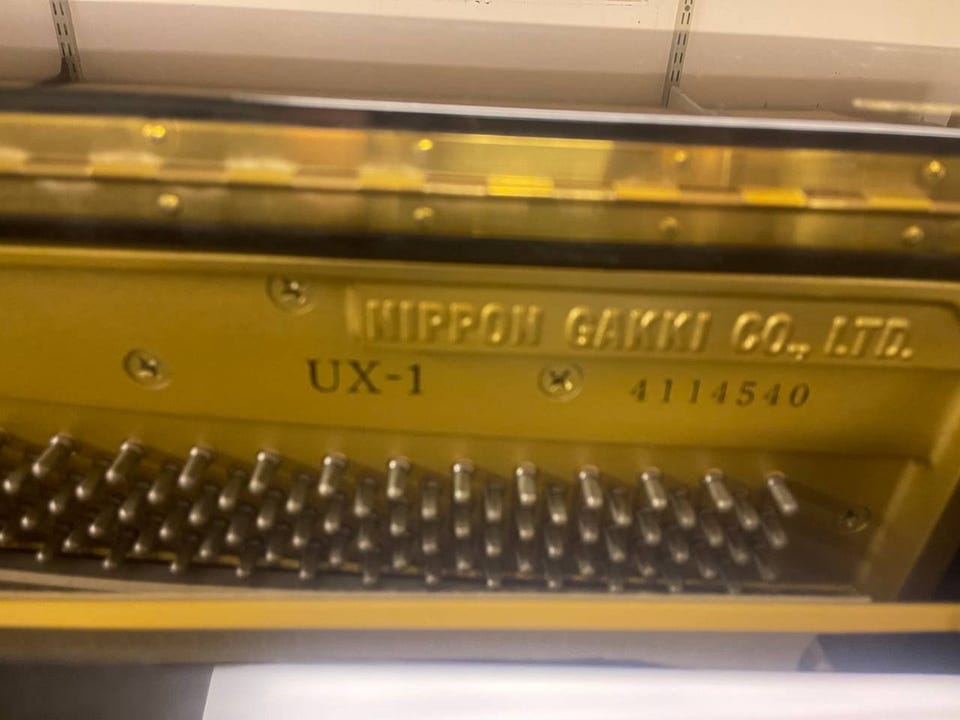 NIPPON GAKKI CO., LTD.
UX-1 4114540